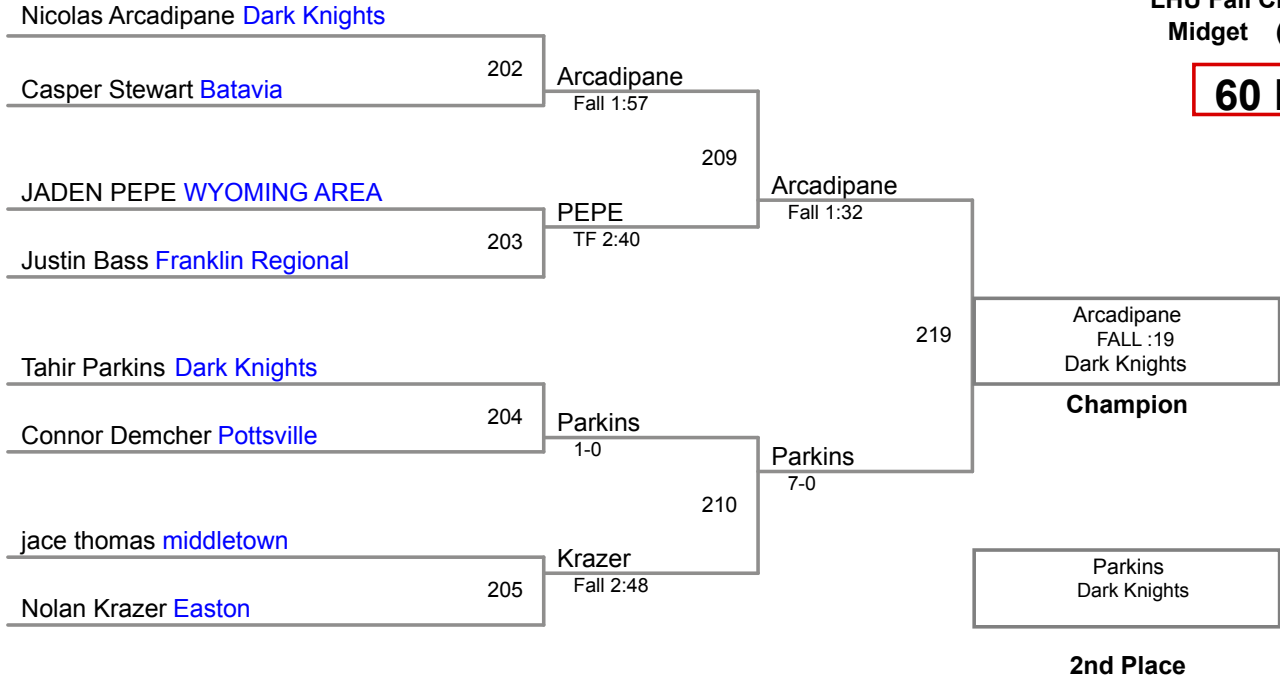 LHU Fall
Nicolas Arcadipane Dark Knights
Midget
202
Arcadipane
Casper Stewart Batavia
Fall 1:57
60
209
JADEN PEPE WYOMING AREA
Arcadipane
PEPE
Fall 1:32
203
TF 2:40
Justin Bass Franklin Regional
Arcadipane
219
FALL :19
Tahir Parkins Dark Knights
Dark Knights
Champion
204
Parkins
Connor Demcher Pottsville
1-0
Parkins
7-0
210
jace thomas middletown
Krazer
Parkins
205
Fall 2:48
Dark Knights
Nolan Krazer Easton
2nd Place